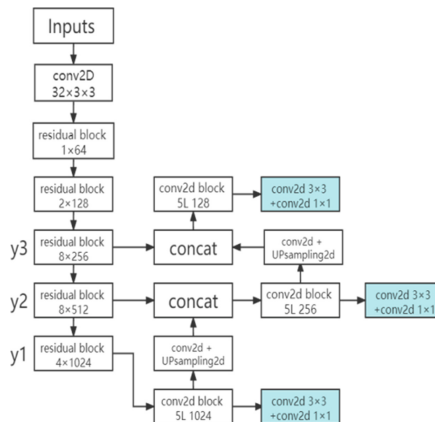 Inputs
conv2D
32×3×3
residual block
1×64
residual block
2×128
conv2d block
5L 128
conv2d 3×3
+conv2d 1×1
y3
residual block
8×256
concat
conv2d +
UPsampling2d
y2
residual block
8×512
concat
conv2d block
5L 256
conv2d 3×3
+conv2d 1×1
y1
residual block
4×1024
conv2d +
UPsampling2d
conv2d block
5L 1024
conv2d 3×3
+conv2d 1×1